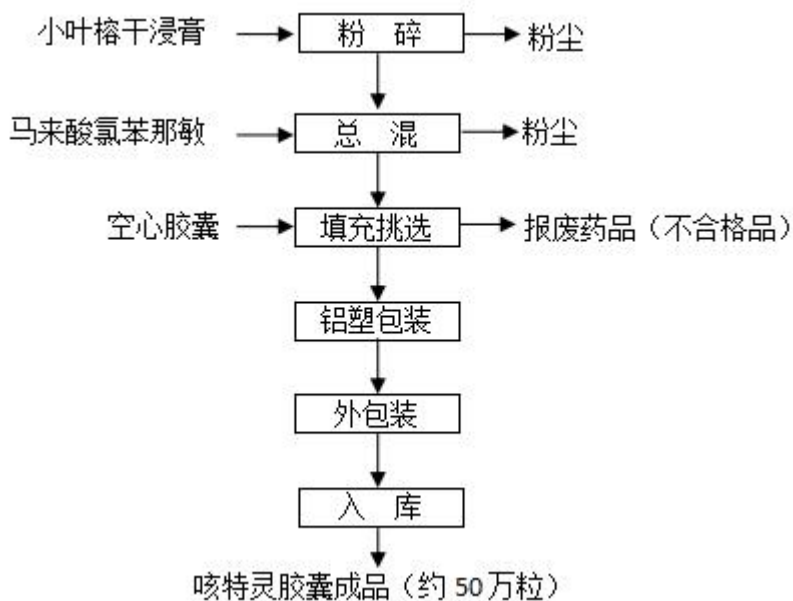 小叶榕干浸膏 粉 碎 粉尘
马来酸氯苯那敏 总 混 粉尘
空心胶囊 填充挑选 报废药品（不合格品）
铝塑包装
外包装
入 库
咳特灵胶囊成品（约 50 万粒）